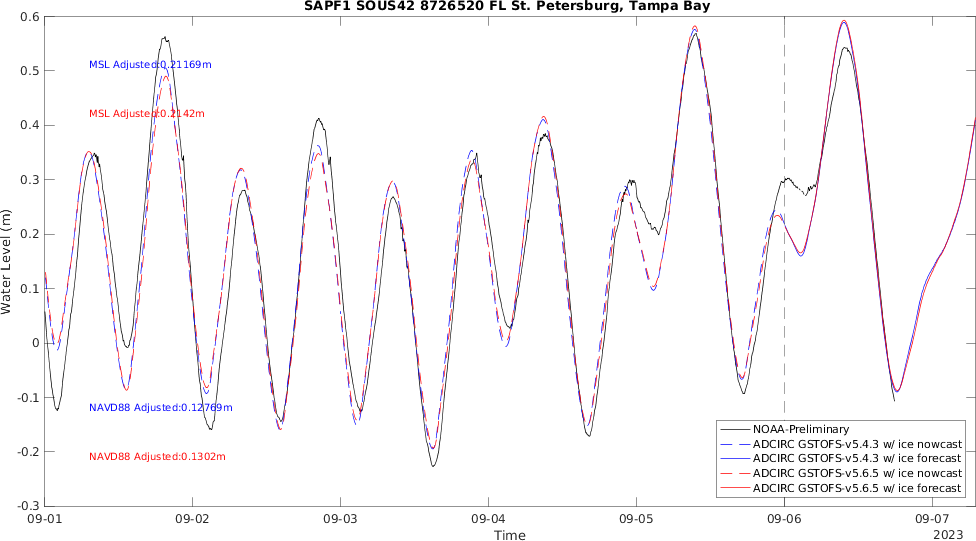 SAPF1 SOUS42 8726520 FL St. Petersburg, Tampa Bay
0.6
0.5
0.4
0.3
0.2
0.1
0
-0.1
-0.2
-0.3
Water Level (m)
MSL Adjusted:0.21169m
MSL Adjusted:0.2142m
NAVD88 Adjusted:0.12769m
NAVD88 Adjusted:0.1302m
NOAA-Preliminary
ADCIRC GSTOFS-v5.4.3 w/ ice nowcast
ADCIRC GSTOFS-v5.4.3 w/ ice forecast
ADCIRC GSTOFS-v5.6.5 w/ ice nowcast
ADCIRC GSTOFS-v5.6.5 w/ ice forecast
09-01 09-02 09-03 09-04 09-05 09-06 09-07
Time
2023